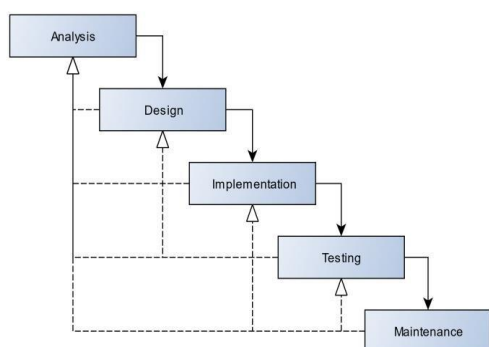 Analysis
Design
Implementation
Testing
Maintenance